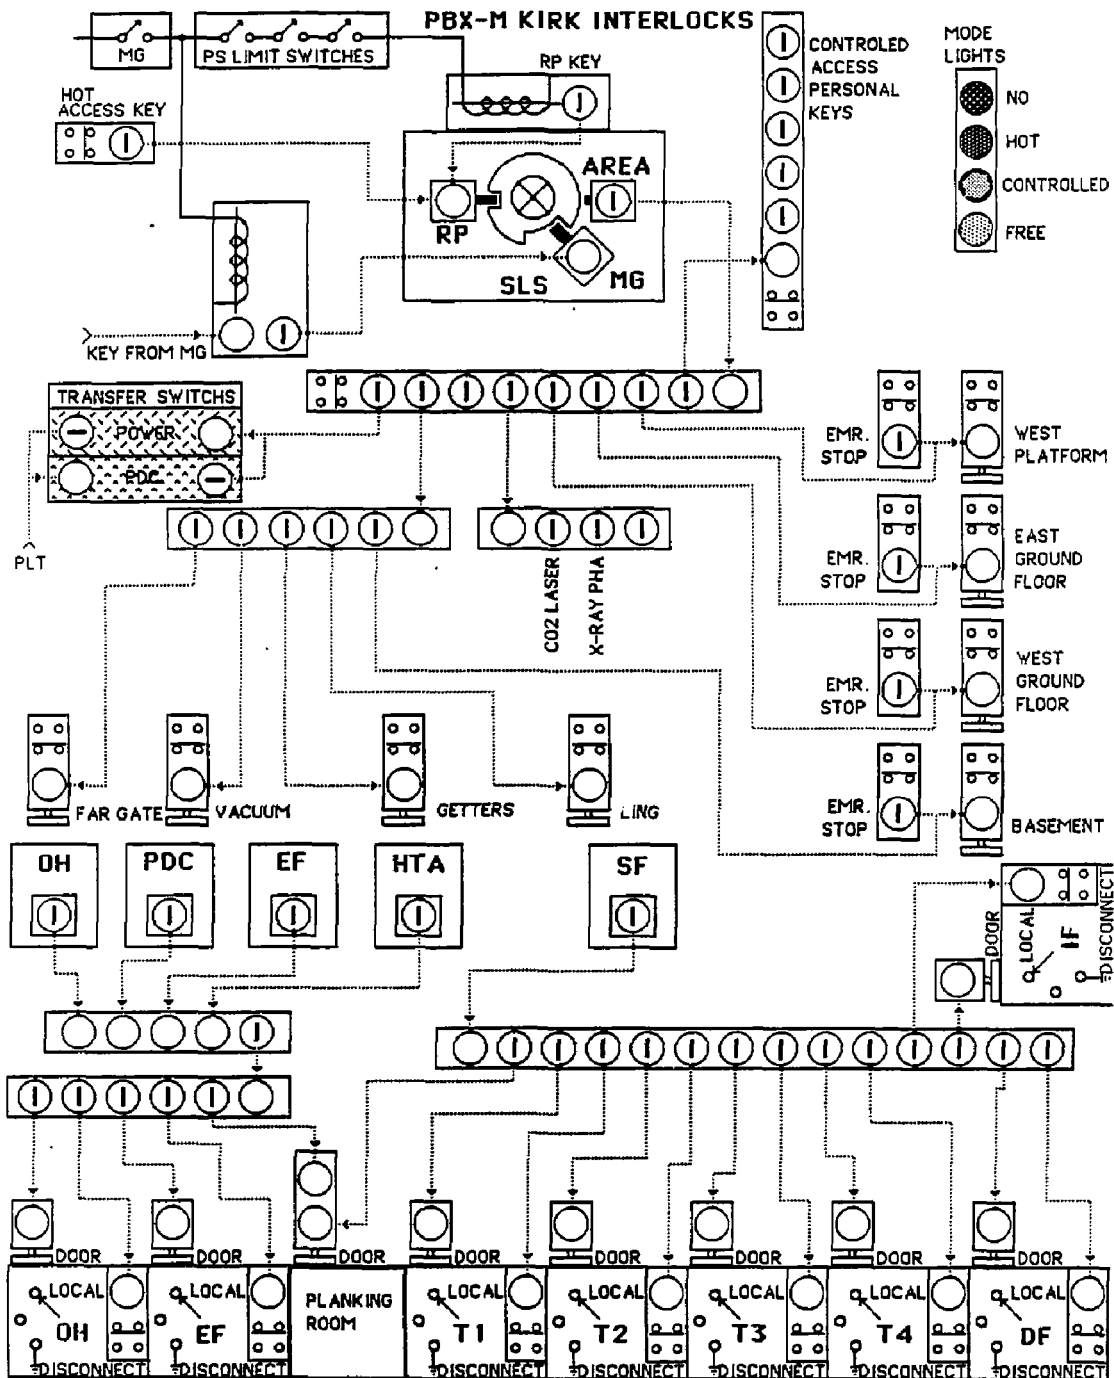 PBX-M KIRK INTERLOCKS
MG
PS LIMIT SWITCHES
RP KEY
HOT
ACCESS KEY
CONTROLED
ACCESS
PERSONAL
KEYS
MODE
LIGHTS
NO
HOT
CONTROLLED
FREE
AREA
RP
SLS
MG
KEY FROM MG
TRANSFER SWITCHS
POWER
PDC
PLT
EMR.
STOP
WEST
PLATFORM
EMR.
STOP
EAST
GROUND
FLOOR
CO2 LASER
X-RAY PHA
EMR.
STOP
WEST
GROUND
FLOOR
FAR GATE
VACUUM
GETTERS
LING
EMR.
STOP
BASEMENT
OH
PDC
EF
HTA
SF
DOOR
LOCAL
IF
DISCONNECT
DOOR
DOOR
DOOR
DOOR
DOOR
DOOR
DOOR
DOOR
LOCAL
OH
DISCONNECT
LOCAL
EF
DISCONNECT
PLANKING
ROOM
LOCAL
T1
DISCONNECT
LOCAL
T2
DISCONNECT
LOCAL
T3
DISCONNECT
LOCAL
T4
DISCONNECT
LOCAL
DF
DISCONNECT